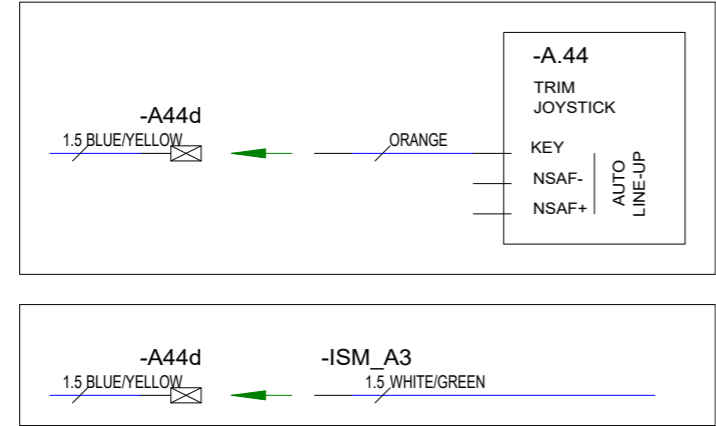 -A.44
TRIM
JOYSTICK
-A44d
1.5 BLUE/YELLOW
ORANGE
KEY
NSAF-
NSAF+
AUTO
LINE-UP
-A44d
-ISM_A3
1.5 BLUE/YELLOW
1.5 WHITE/GREEN